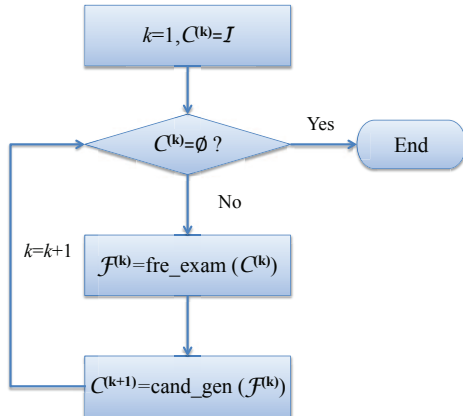 k=1,C⁽ᵏ⁾=I
C⁽ᵏ⁾=∅ ?
Yes
End
No
k=k+1
F⁽ᵏ⁾=fre_exam (C⁽ᵏ⁾)
C⁽ᵏ⁺¹⁾=cand_gen (F⁽ᵏ⁾)